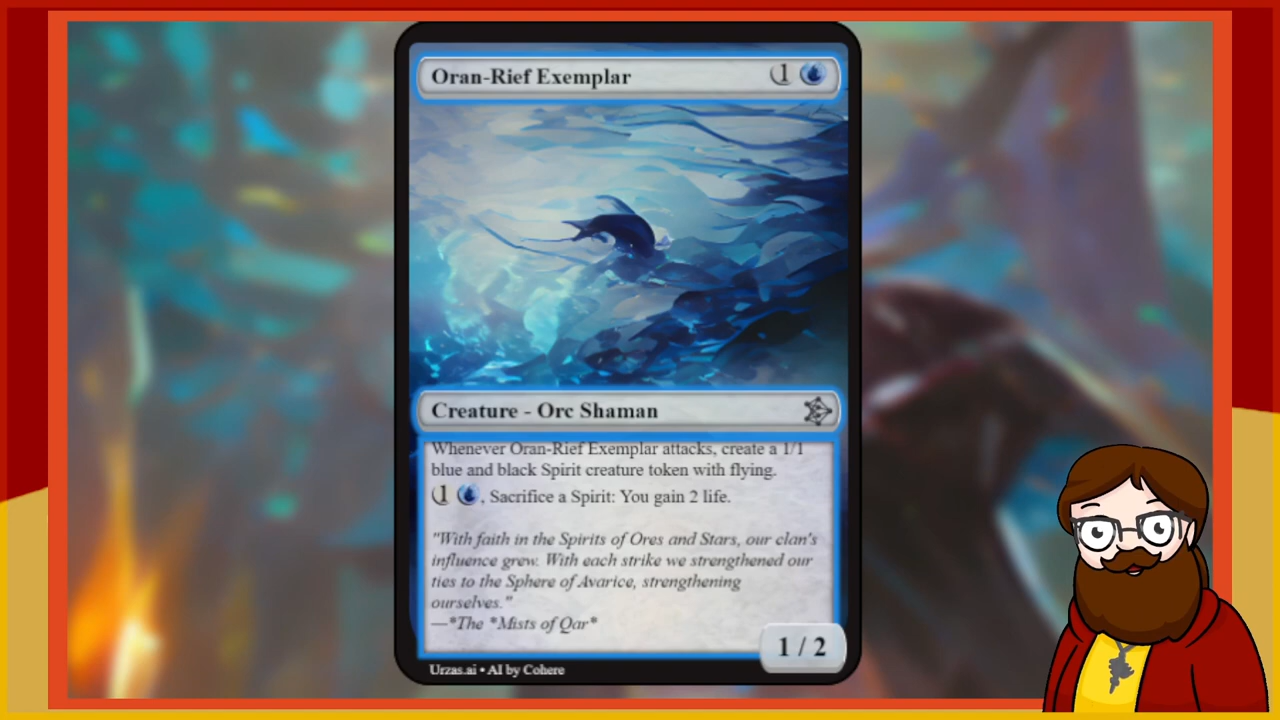 Oran-Rief Exemplar 1
Creature - Orc Shaman
Whenever Oran-Rief Exemplar attacks, create a 1/1
blue and black Spirit creature token with flying.
1 , Sacrifice a Spirit: You gain 2 life.
"With faith in the Spirits of Ores and Stars, our clan's
influence grew. With each strike we strengthened our
ties to the Sphere of Avarice, strengthening
ourselves."
—*The *Mists of Qar*
1 / 2
Urzas.ai • AI by Cohere